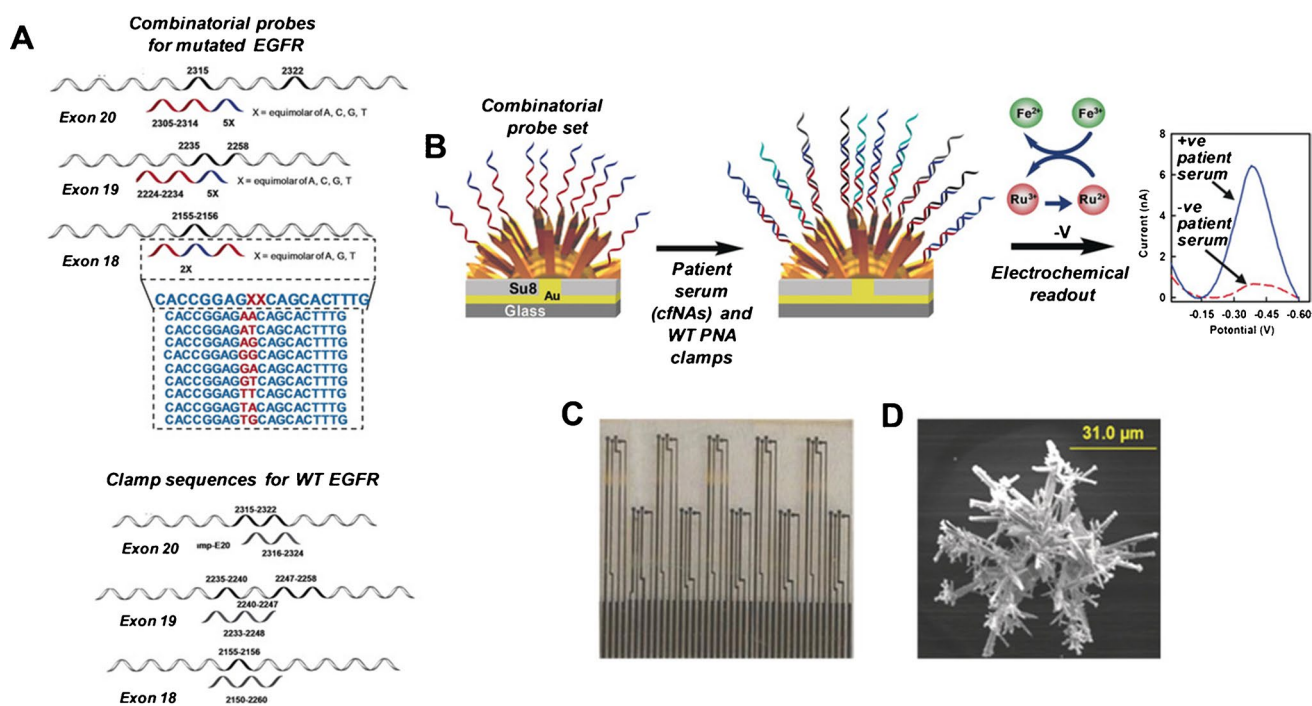 A
Combinatorial probes
for mutated EGFR
2315
2322
Exon 20
2305-2314
5X
X = equimolar of A, C, G, T
2235
2258
Exon 19
2224-2234
5X
X = equimolar of A, C, G, T
2155-2156
Exon 18
2X
X = equimolar of A, G, T
CACCGGAGXXCAGCACTTTG
CACCGGAGAACAGCACTTTG
CACCGGAGATCAGCACTTTG
CACCGGAGAGCAGCACTTTG
CACCGGAGGGCAGCACTTTG
CACCGGAGGACAGCACTTTG
CACCGGAGGTCAGCACTTTG
CACCGGAGTTCAGCACTTTG
CACCGGAGTACAGCACTTTG
CACCGGAGTGCAGCACTTTG
Clamp sequences for WT EGFR
2315-2322
Exon 20
mp-E20
2316-2324
2235-2240
2247-2258
Exon 19
2240-2247
2233-2248
2155-2156
Exon 18
2150-2260
B
Combinatorial
probe set
Su8
Au
Glass
Patient
serum
(cfNAs) and
WT PNA
clamps
Fe2+
Fe3+
Ru3+
Ru2+
-V
Electrochemical
readout
+ve
patient
serum
-ve
patient
serum
Current (nA)
8
6
4
2
0
-0.15
-0.30
-0.45
-0.60
Potential (V)
C
D
31.0 µm